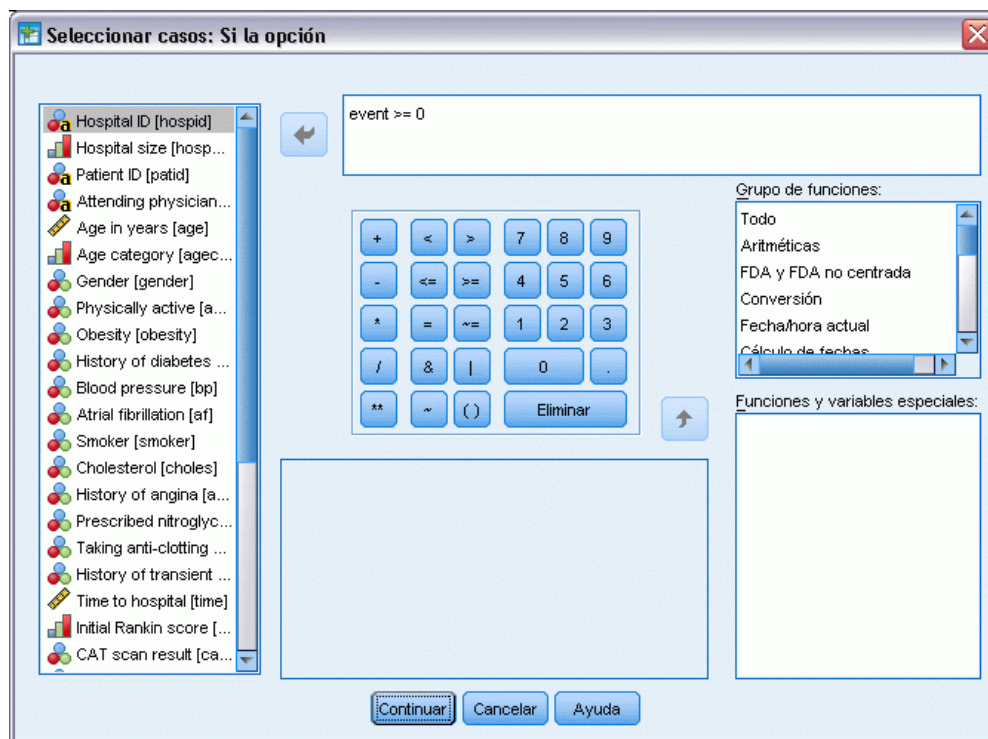 Seleccionar casos: Si la opción
Hospital ID [hospid]
Hospital size [hosp...
Patient ID [patid]
Attending physician...
Age in years [age]
Age category [agec...
Gender [gender]
Physically active [a...
Obesity [obesity]
History of diabetes ...
Blood pressure [bp]
Atrial fibrillation [af]
Smoker [smoker]
Cholesterol [choles]
History of angina [a...
Prescribed nitroglyc...
Taking anti-clotting ...
History of transient ...
Time to hospital [time]
Initial Rankin score [...
CAT scan result [ca...
event >= 0
+ < > 7 8 9
- <= >= 4 5 6
* = ~= 1 2 3
/ & | 0 .
** ~ ( ) Eliminar
Grupo de funciones:
Todo
Aritméticas
FDA y FDA no centrada
Conversión
Fecha/hora actual
Cálculo de fechas
Funciones y variables especiales:
Continuar Cancelar Ayuda